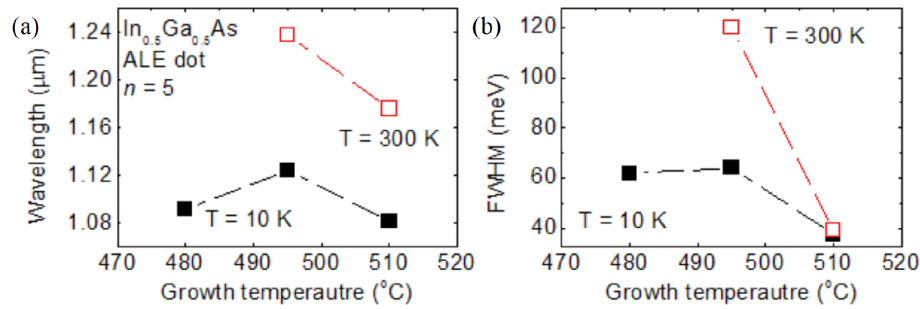 (a)
In0.5Ga0.5As
ALE dot
n = 5
T = 300 K
T = 10 K
Wavelength (μm)
1.24
1.20
1.16
1.12
1.08
470 480 490 500 510 520
Growth temperautre (°C)
(b)
T = 300 K
T = 10 K
FWHM (meV)
120
100
80
60
40
470 480 490 500 510 520
Growth temperautre (°C)